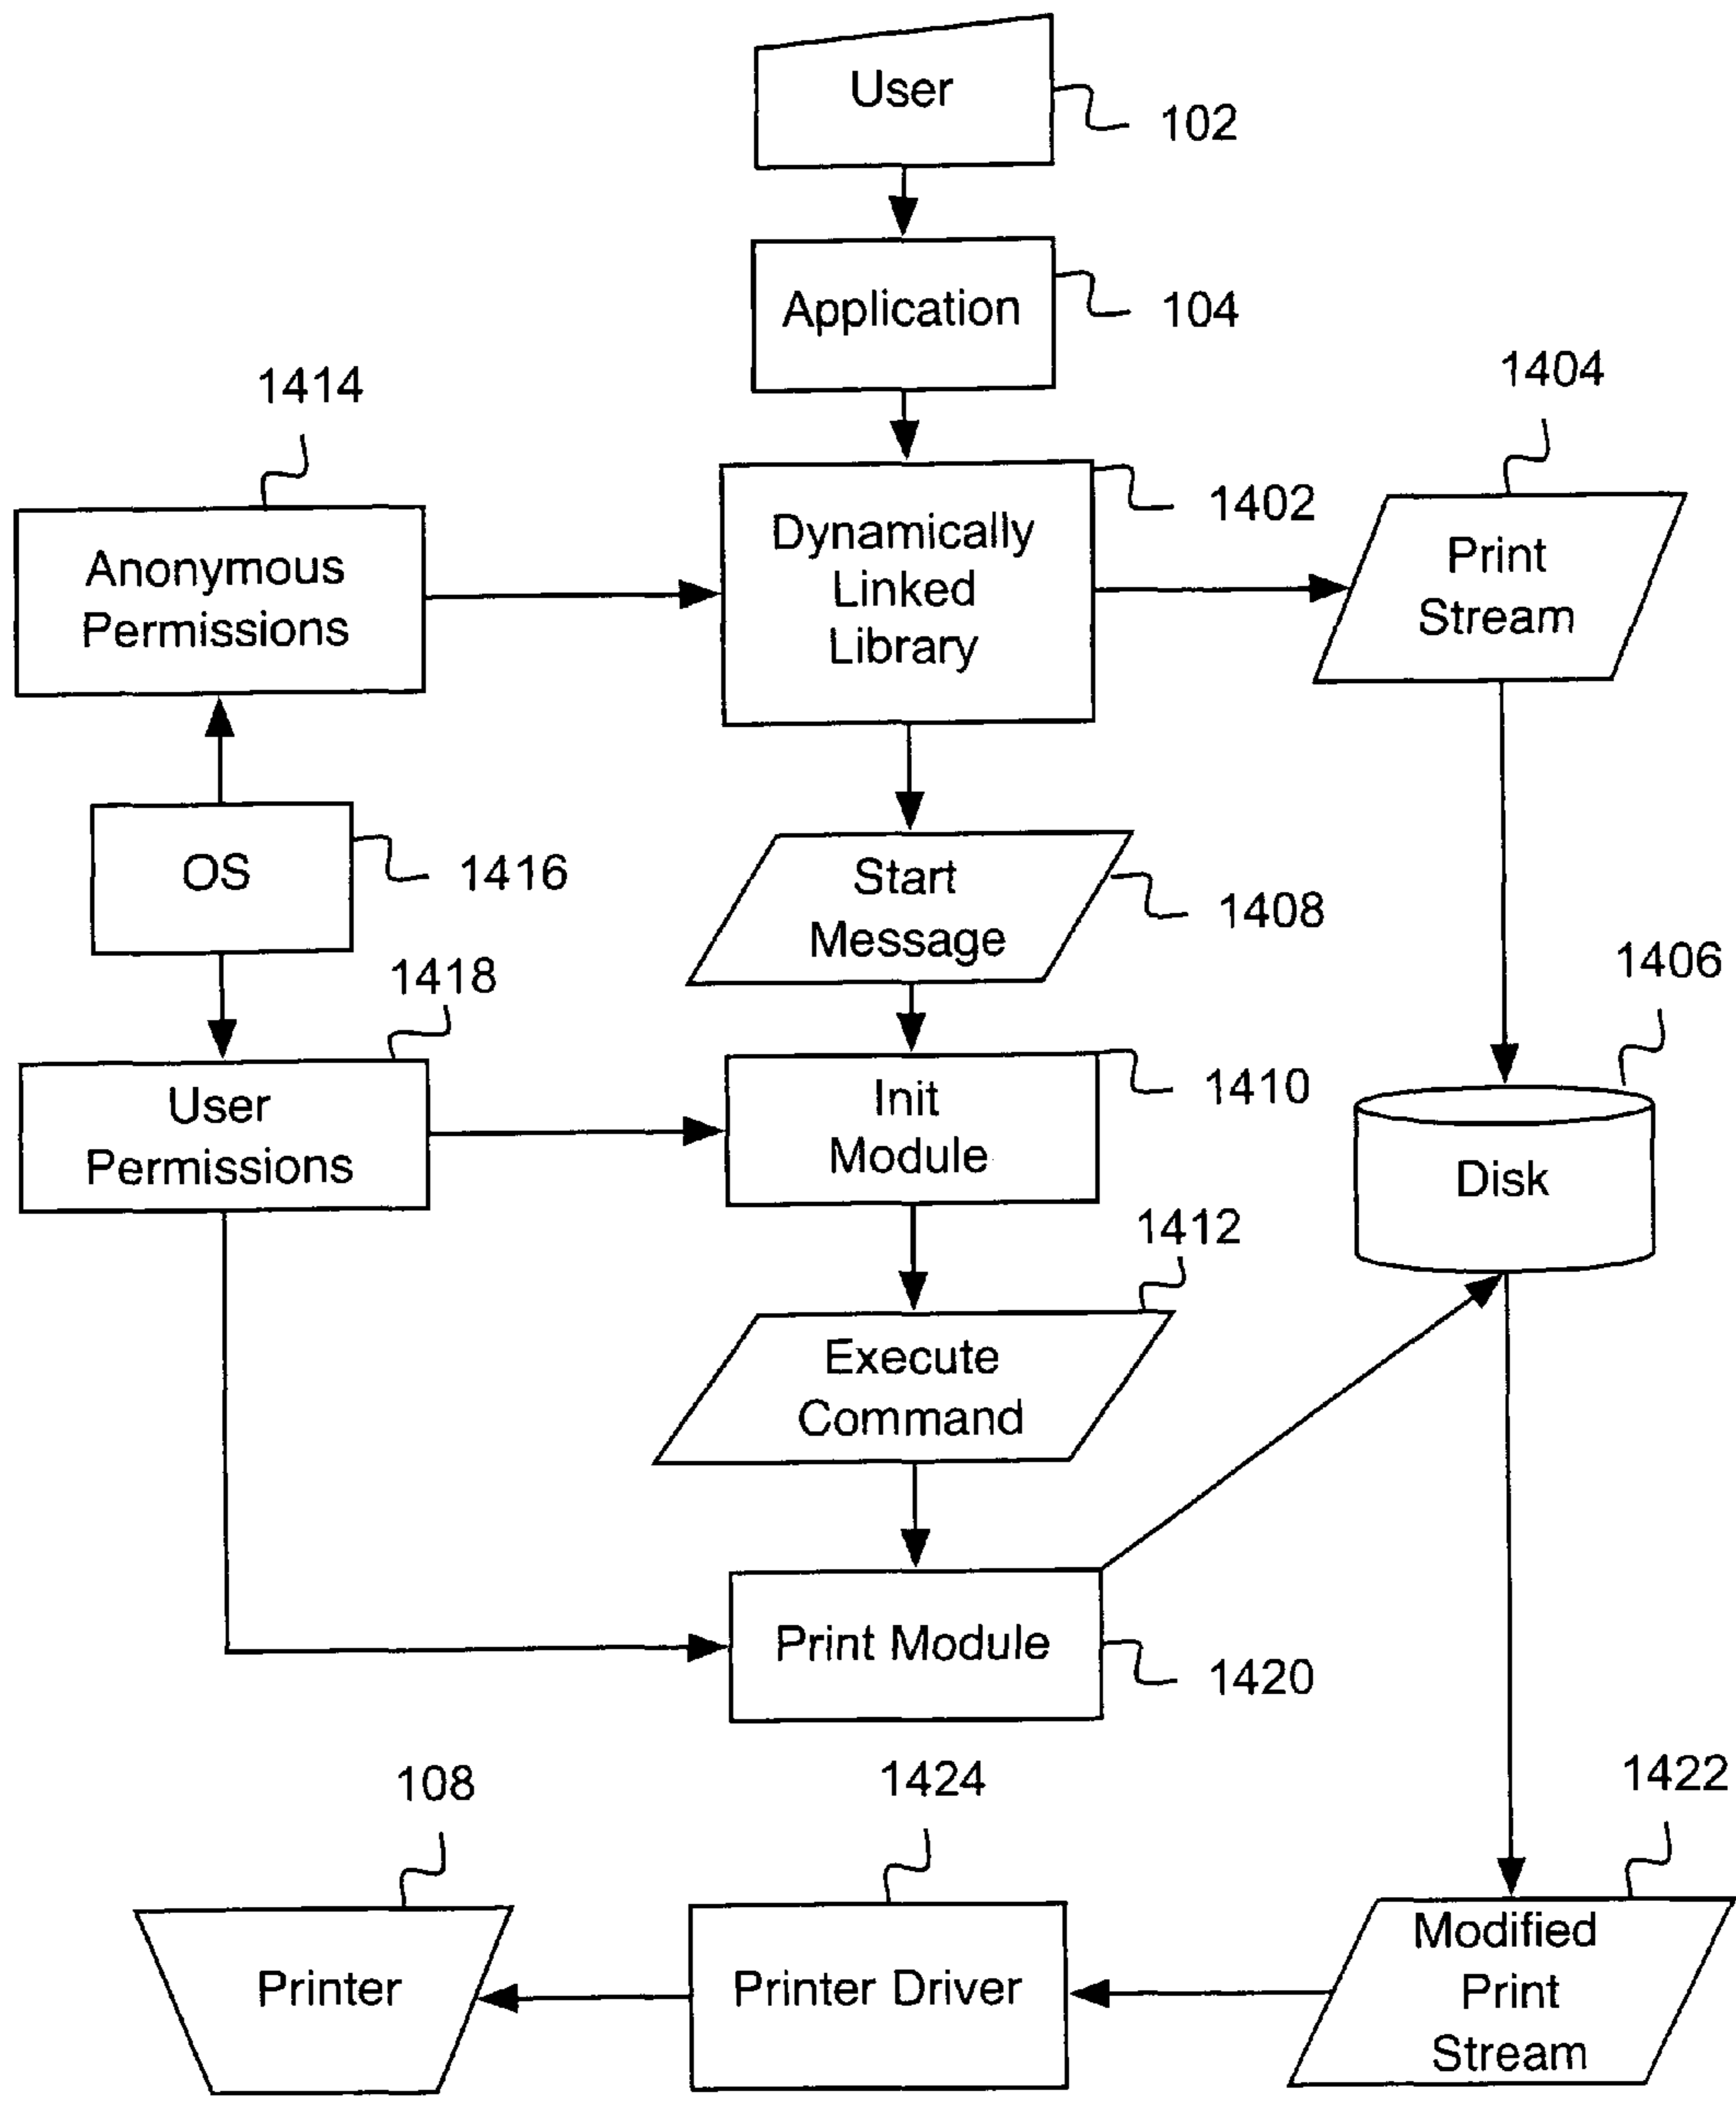 User
102
Application
104
1414
1404
Anonymous
Permissions
Dynamically
Linked
Library
1402
Print
Stream
OS
1416
Start
Message
1408
1418
1406
User
Permissions
Init
Module
1410
Disk
1412
Execute
Command
Print Module
1420
108
1424
1422
Printer
Printer Driver
Modified
Print
Stream